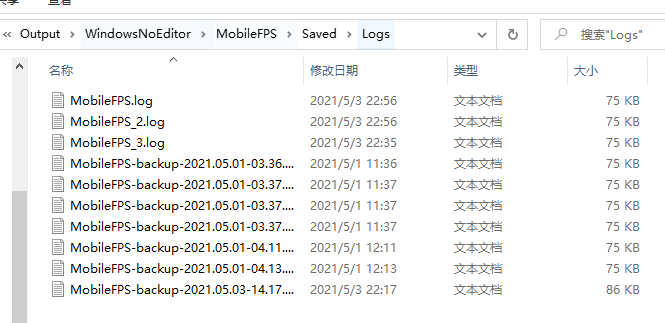 Output > WindowsNoEditor > MobileFPS > Saved > Logs 搜索"Logs"
名称 修改日期 类型 大小
MobileFPS.log 2021/5/3 22:56 文本文档 75 KB
MobileFPS_2.log 2021/5/3 22:56 文本文档 75 KB
MobileFPS_3.log 2021/5/3 22:35 文本文档 75 KB
MobileFPS-backup-2021.05.01-03.36.... 2021/5/1 11:36 文本文档 75 KB
MobileFPS-backup-2021.05.01-03.37.... 2021/5/1 11:37 文本文档 75 KB
MobileFPS-backup-2021.05.01-03.37.... 2021/5/1 11:37 文本文档 75 KB
MobileFPS-backup-2021.05.01-03.37.... 2021/5/1 11:37 文本文档 75 KB
MobileFPS-backup-2021.05.01-04.11.... 2021/5/1 12:11 文本文档 75 KB
MobileFPS-backup-2021.05.01-04.13.... 2021/5/1 12:13 文本文档 75 KB
MobileFPS-backup-2021.05.03-14.17.... 2021/5/3 22:17 文本文档 86 KB